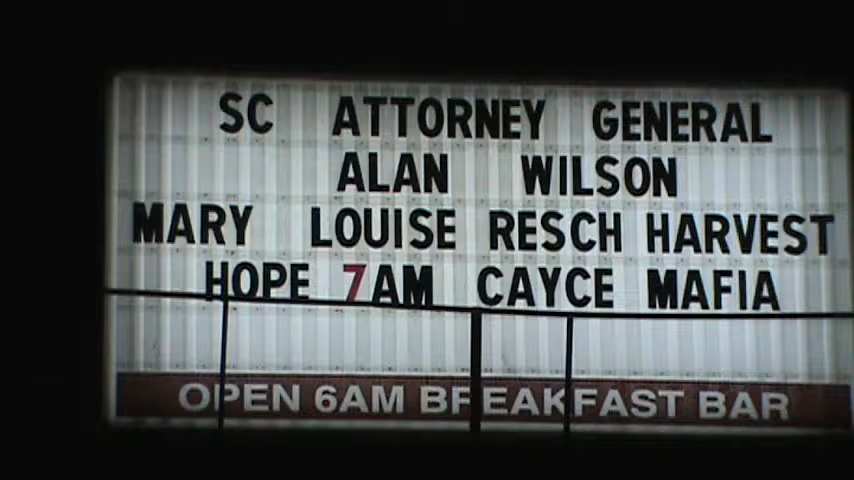 SC ATTORNEY GENERAL
ALAN WILSON
MARY LOUISE RESCH HARVEST
HOPE 7AM CAYCE MAFIA
OPEN 6AM BREAKFAST BAR